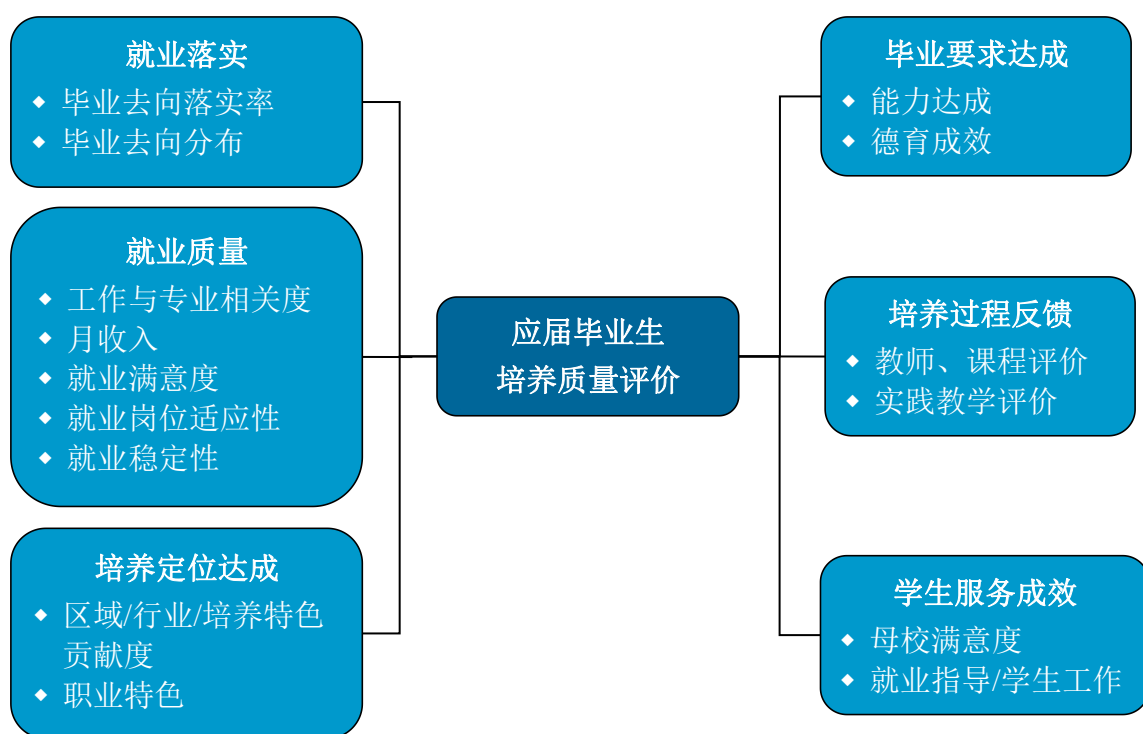 就业落实
毕业去向落实率
毕业去向分布
就业质量
工作与专业相关度
月收入
就业满意度
就业岗位适应性
就业稳定性
培养定位达成
区域/行业/培养特色
贡献度
职业特色
应届毕业生
培养质量评价
毕业要求达成
能力达成
德育成效
培养过程反馈
教师、课程评价
实践教学评价
学生服务成效
母校满意度
就业指导/学生工作